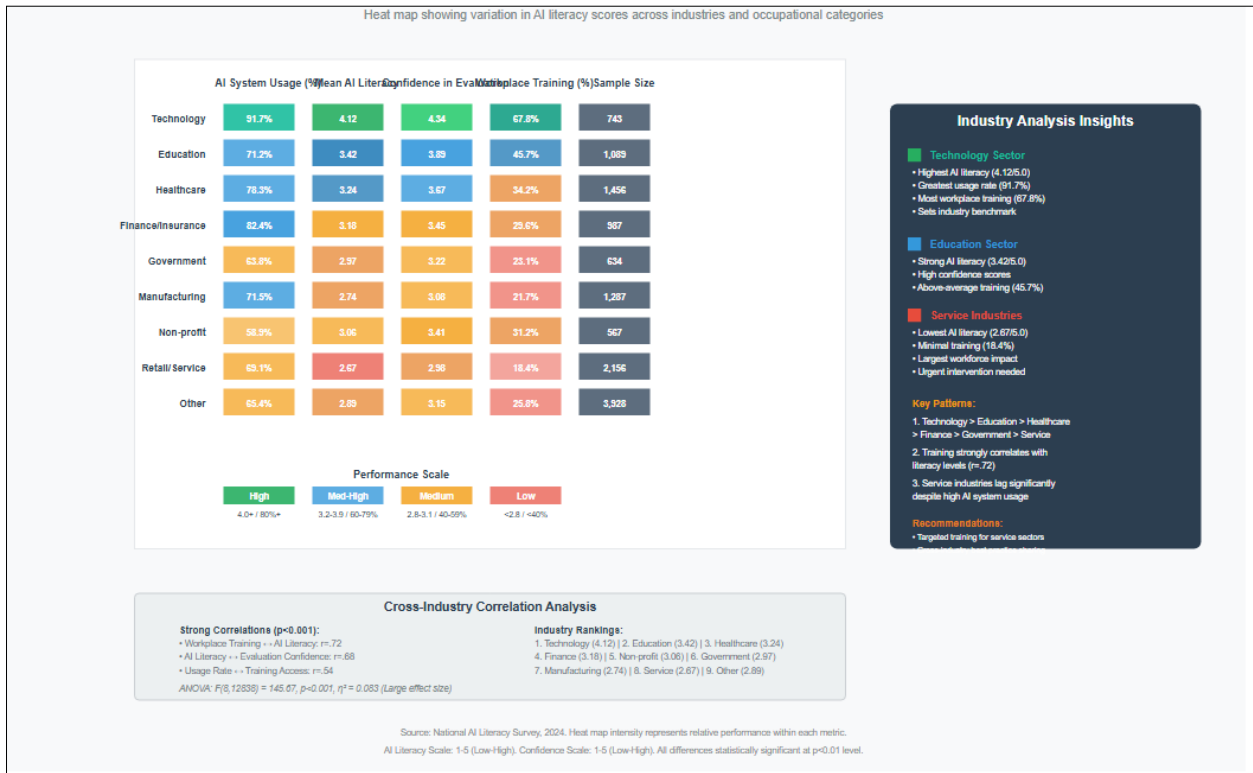 Heat map showing variation in AI literacy scores across industries and occupational categories
AI System Usage (%) Mean AI Literacy Confidence in Evaluation Workplace Training (%) Sample Size
Technology 91.7% 4.12 4.34 67.8% 743
Education 71.2% 3.42 3.89 45.7% 1,089
Healthcare 78.3% 3.24 3.67 34.2% 1,456
Finance/Insurance 82.4% 3.18 3.45 29.6% 987
Government 63.8% 2.97 3.22 23.1% 634
Manufacturing 71.5% 2.74 3.08 21.7% 1,287
Non-profit 58.9% 3.06 3.41 31.2% 567
Retail/Service 69.1% 2.67 2.98 18.4% 2,156
Other 65.4% 2.89 3.15 25.8% 3,928
Performance Scale
High Med-High Medium Low
4.0+ / 80%+ 3.2-3.9 / 60-79% 2.8-3.1 / 40-59% <2.8 / <40%
Industry Analysis Insights
Technology Sector
• Highest AI literacy (4.12/5.0)
• Greatest usage rate (91.7%)
• Most workplace training (67.8%)
• Sets industry benchmark
Education Sector
• Strong AI literacy (3.42/5.0)
• High confidence scores
• Above-average training (45.7%)
Service Industries
• Lowest AI literacy (2.67/5.0)
• Minimal training (18.4%)
• Largest workforce impact
• Urgent intervention needed
Key Patterns:
1. Technology > Education > Healthcare
> Finance > Government > Service
2. Training strongly correlates with
literacy levels (r=.72)
3. Service industries lag significantly
despite high AI system usage
Recommendations:
• Targeted training for service sectors
Cross-Industry Correlation Analysis
Strong Correlations (p<0.001):
• Workplace Training ↔ AI Literacy: r=.72
• AI Literacy ↔ Evaluation Confidence: r=.68
• Usage Rate ↔ Training Access: r=.54
ANOVA: F(8,12838) = 145.67, p<0.001, η² = 0.083 (Large effect size)
Industry Rankings:
1. Technology (4.12) | 2. Education (3.42) | 3. Healthcare (3.24)
4. Finance (3.18) | 5. Non-profit (3.06) | 6. Government (2.97)
7. Manufacturing (2.74) | 8. Service (2.67) | 9. Other (2.89)
Source: National AI Literacy Survey, 2024. Heat map intensity represents relative performance within each metric.
AI Literacy Scale: 1-5 (Low-High). Confidence Scale: 1-5 (Low-High). All differences statistically significant at p<0.01 level.